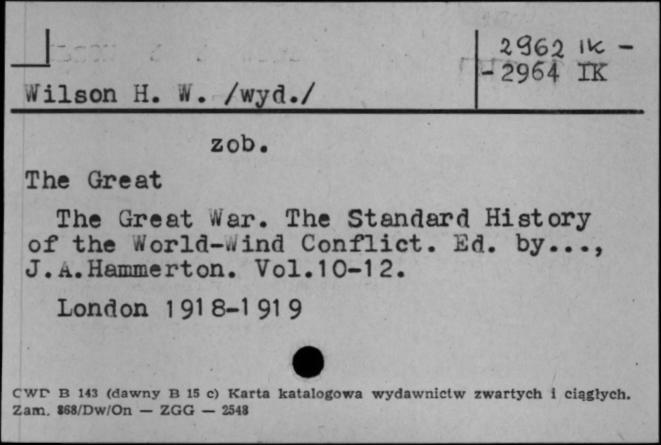 2962 IK -
- 2964 IK
Wilson H. W. /wyd./
zob.
The Great
The Great War. The Standard History
of the World-Wind Conflict. Ed. by...,
J.A.Hammerton. Vol.10-12.
London 1918-1919
CWD B 143 (dawny B 15 c) Karta katalogowa wydawnictw zwartych i ciągłych.
Zam. 868/Dw/On — ZGG — 2548